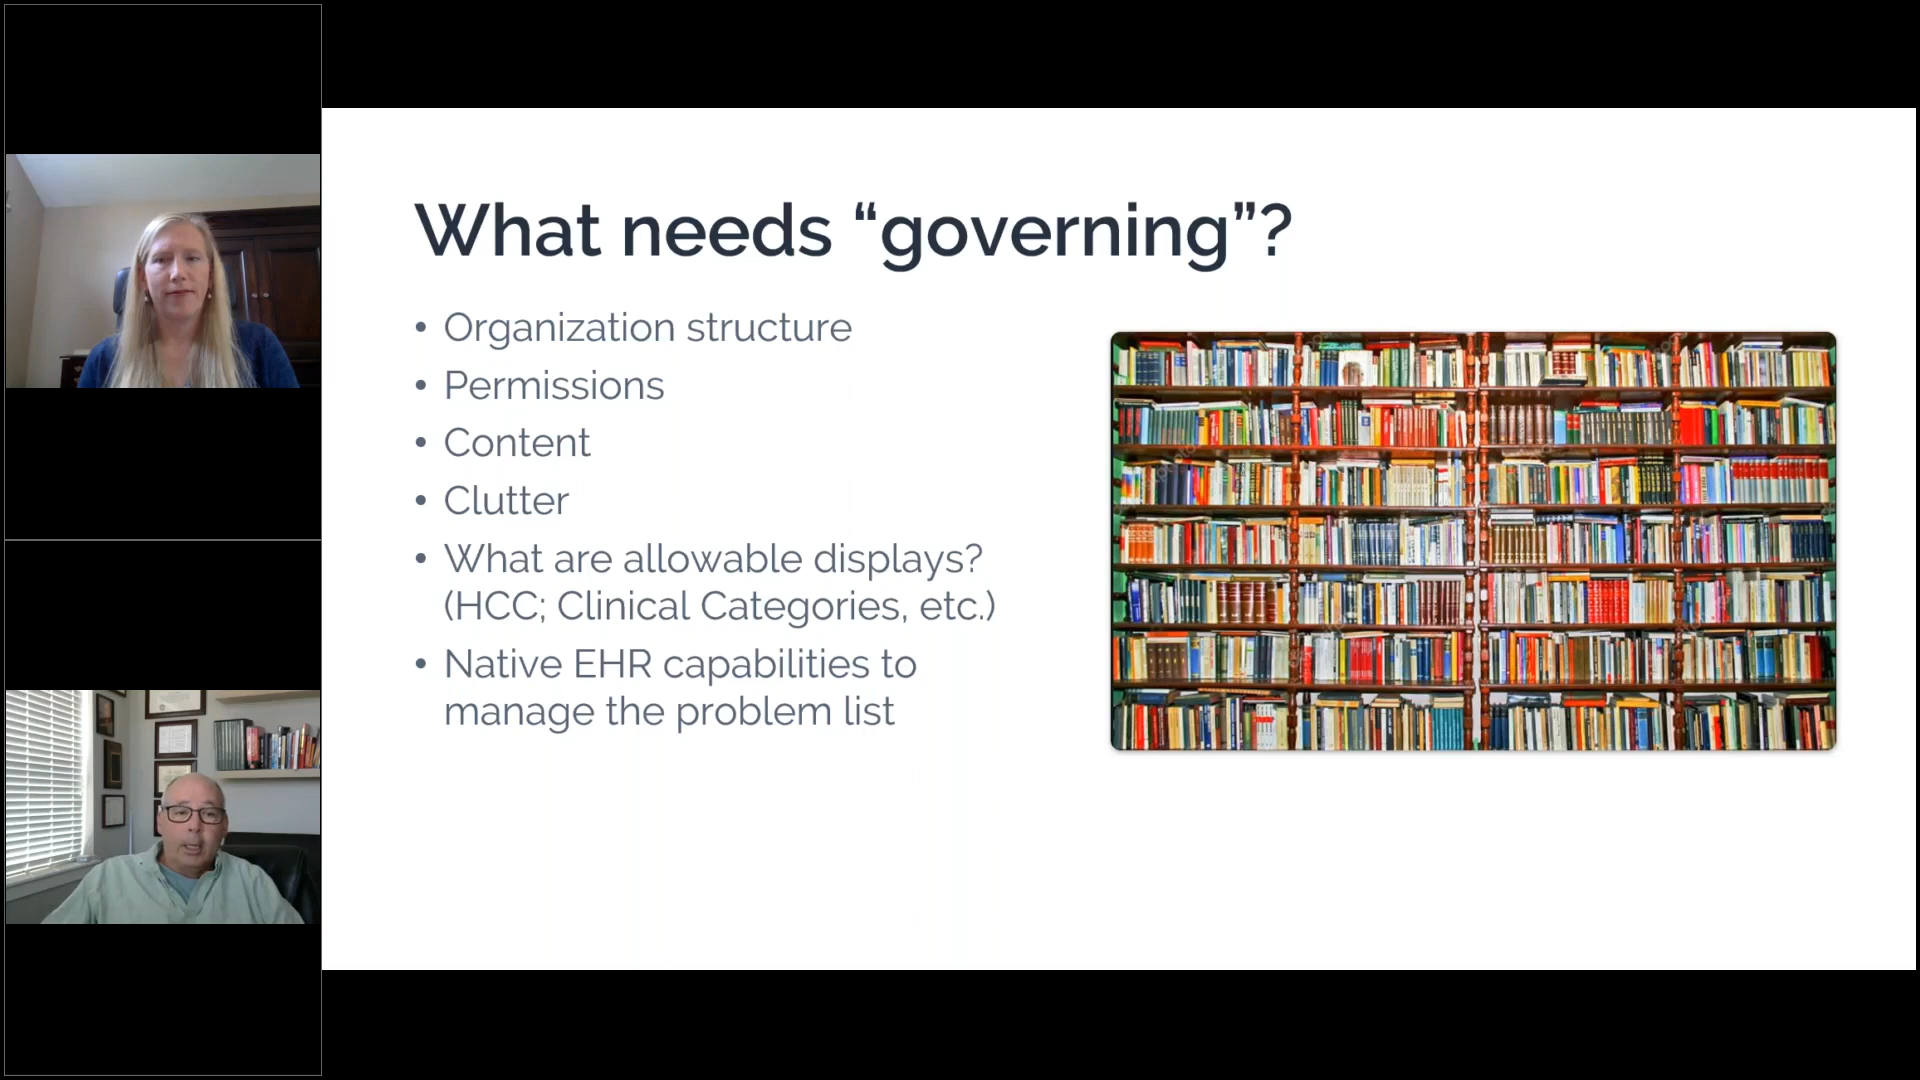 What needs “governing”?
• Organization structure
• Permissions
• Content
• Clutter
• What are allowable displays?
(HCC; Clinical Categories, etc.)
• Native EHR capabilities to
manage the problem list